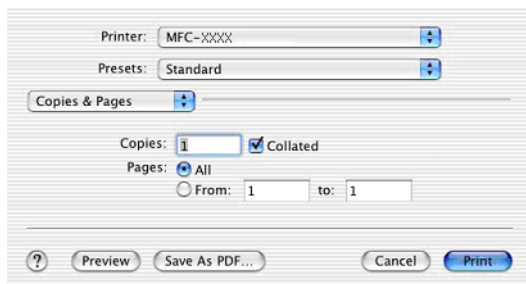 Printer: MFC-XXXX
Presets: Standard
Copies & Pages
Copies: 1 Collated
Pages: All
From: 1 to: 1
? Preview Save As PDF... Cancel Print